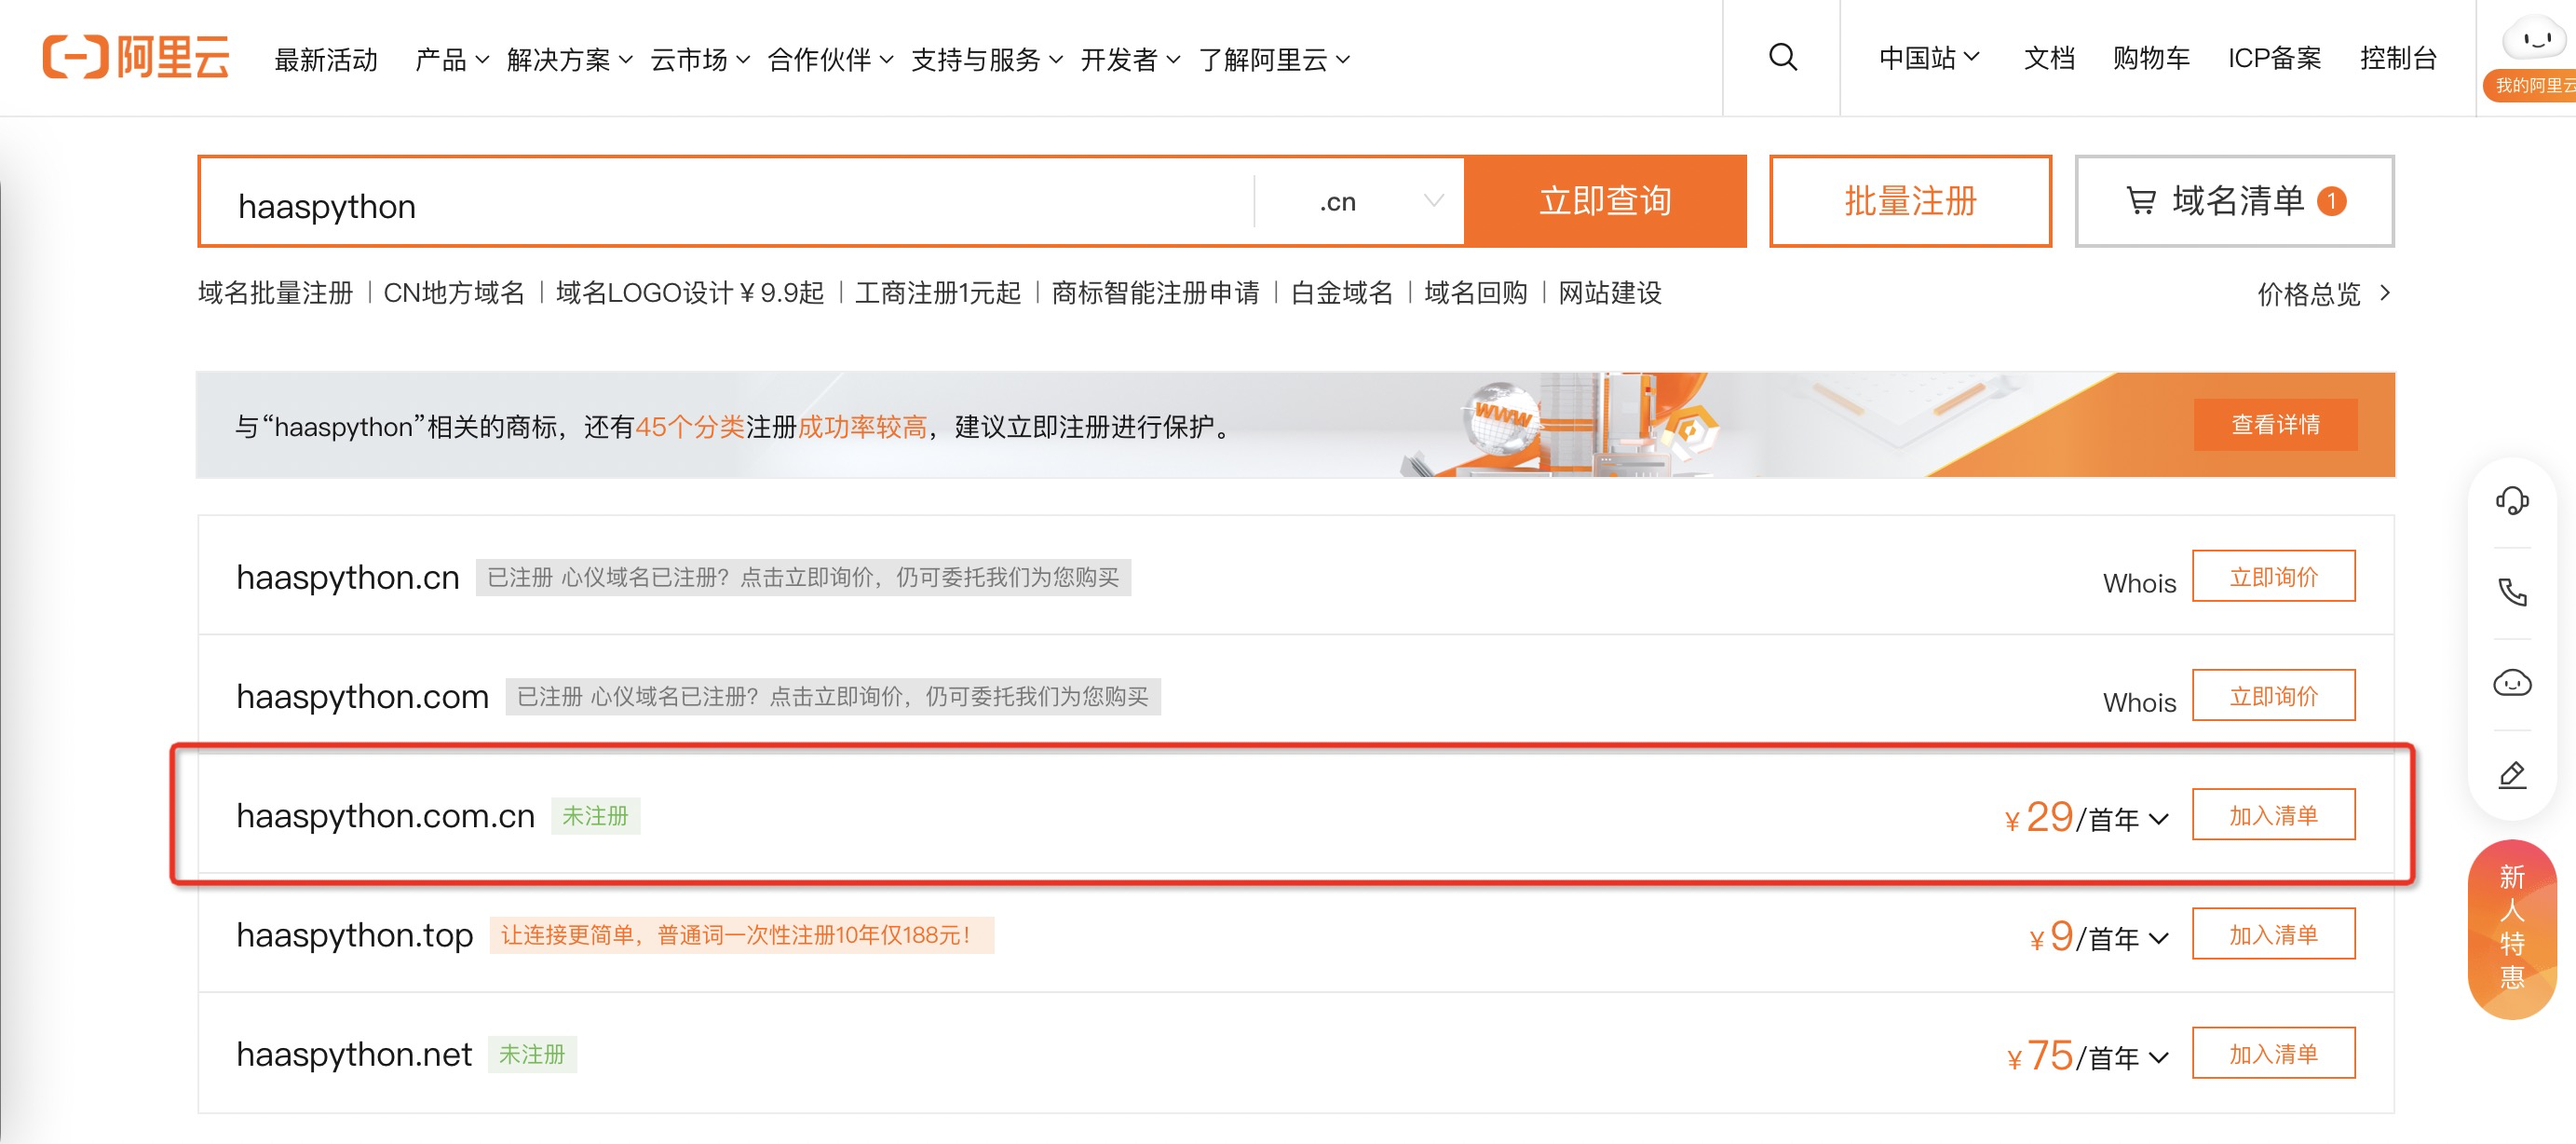 阿里云 最新活动 产品 解决方案 云市场 合作伙伴 支持与服务 开发者 了解阿里云 中国站 文档 购物车 ICP备案 控制台
我的阿里云
haaspython .cn 立即查询 批量注册 域名清单 1
域名批量注册 | CN地方域名 | 域名LOGO设计￥9.9起 | 工商注册1元起 | 商标智能注册申请 | 白金域名 | 域名回购 | 网站建设 价格总览
与“haaspython”相关的商标，还有45个分类注册成功率较高，建议立即注册进行保护。 WWW 查看详情
haaspython.cn 已注册 心仪域名已注册？点击立即询价，仍可委托我们为您购买 Whois 立即询价
haaspython.com 已注册 心仪域名已注册？点击立即询价，仍可委托我们为您购买 Whois 立即询价
haaspython.com.cn 未注册 ￥29/首年 加入清单
haaspython.top 让连接更简单，普通词一次性注册10年仅188元！ ￥9/首年 加入清单
haaspython.net 未注册 ￥75/首年 加入清单
新人特惠